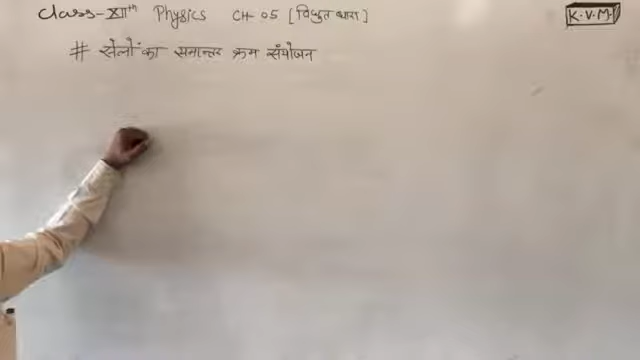 Class-XIIth Physics CH-05 [विद्युत धारा]
K.V.M.
# सेलों का समान्तर क्रम संयोजन